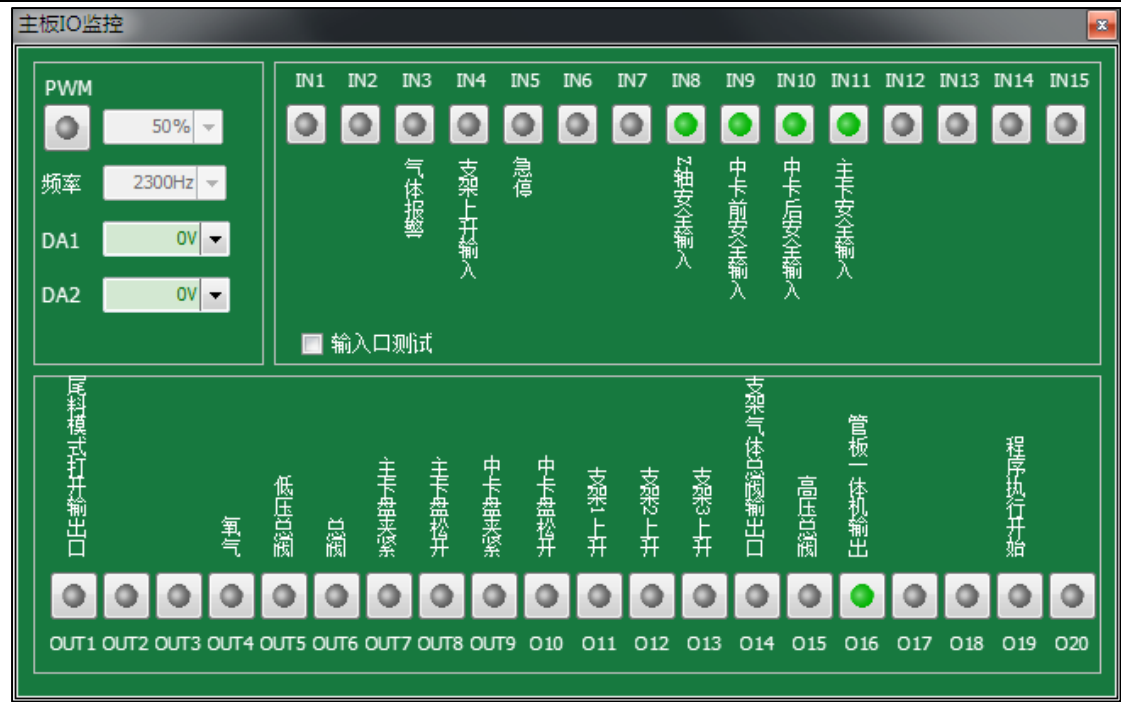 主板IO监控
PWM
50%
频率
2300Hz
DA1
0V
DA2
0V
IN1 IN2 IN3 IN4 IN5 IN6 IN7 IN8 IN9 IN10 IN11 IN12 IN13 IN14 IN15
气体报警
支架上升输入
急停
Z轴安全输入
中卡前安全输入
中卡后安全输入
主卡安全输入
输入口测试
尾料模式打开输出口
氧气
低压总阀
总阀
主卡盘夹紧
主卡盘松开
中卡盘夹紧
中卡盘松开
支架1上升
支架2上升
支架3上升
支架气体总阀输出口
高压总阀
管板一体机输出
程序执行开始
OUT1 OUT2 OUT3 OUT4 OUT5 OUT6 OUT7 OUT8 OUT9 O10 O11 O12 O13 O14 O15 O16 O17 O18 O19 O20